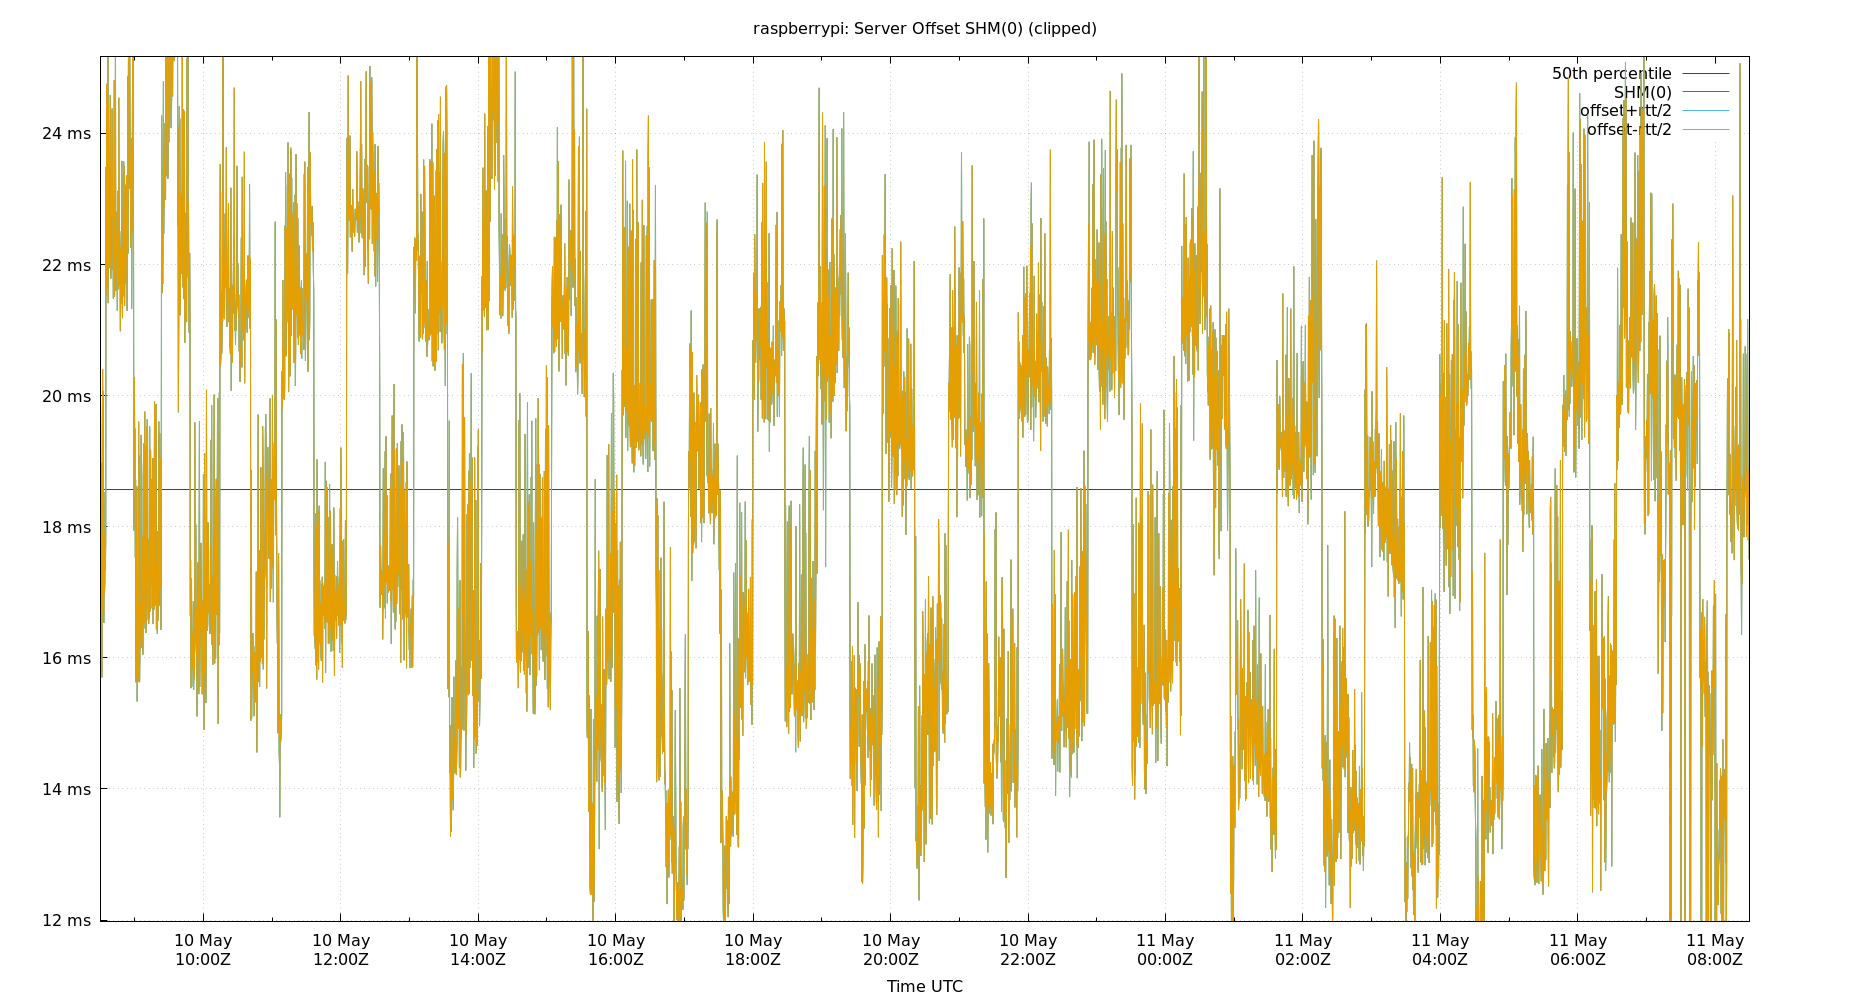 raspberrypi: Server Offset SHM(0) (clipped)
50th percentile
SHM(0)
offset+rtt/2
offset-rtt/2
24 ms
22 ms
20 ms
18 ms
16 ms
14 ms
12 ms
10 May 10 May 10 May 10 May 10 May 10 May 10 May 11 May 11 May 11 May 11 May 11 May
10:00Z 12:00Z 14:00Z 16:00Z 18:00Z 20:00Z 22:00Z 00:00Z 02:00Z 04:00Z 06:00Z 08:00Z
Time UTC